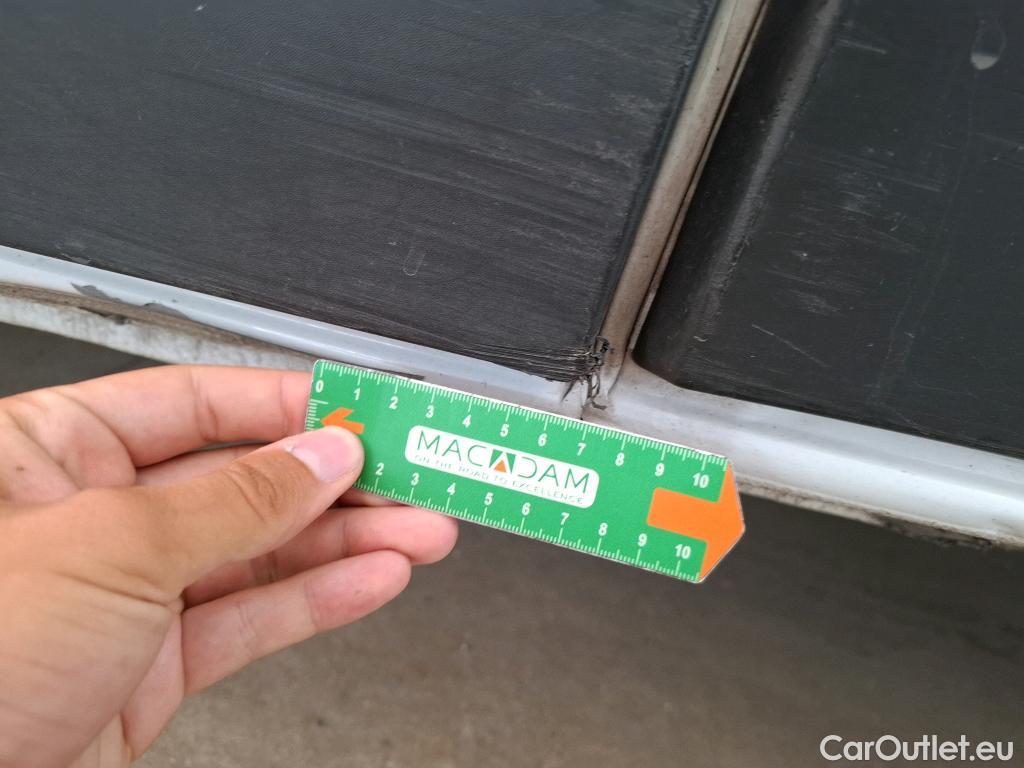 0 1 2 3 4 5 6 7 8 9 10
MACADAM
ON THE ROAD TO EXCELLENCE
2 3 4 5 6 7 8 9 10
CarOutlet.eu